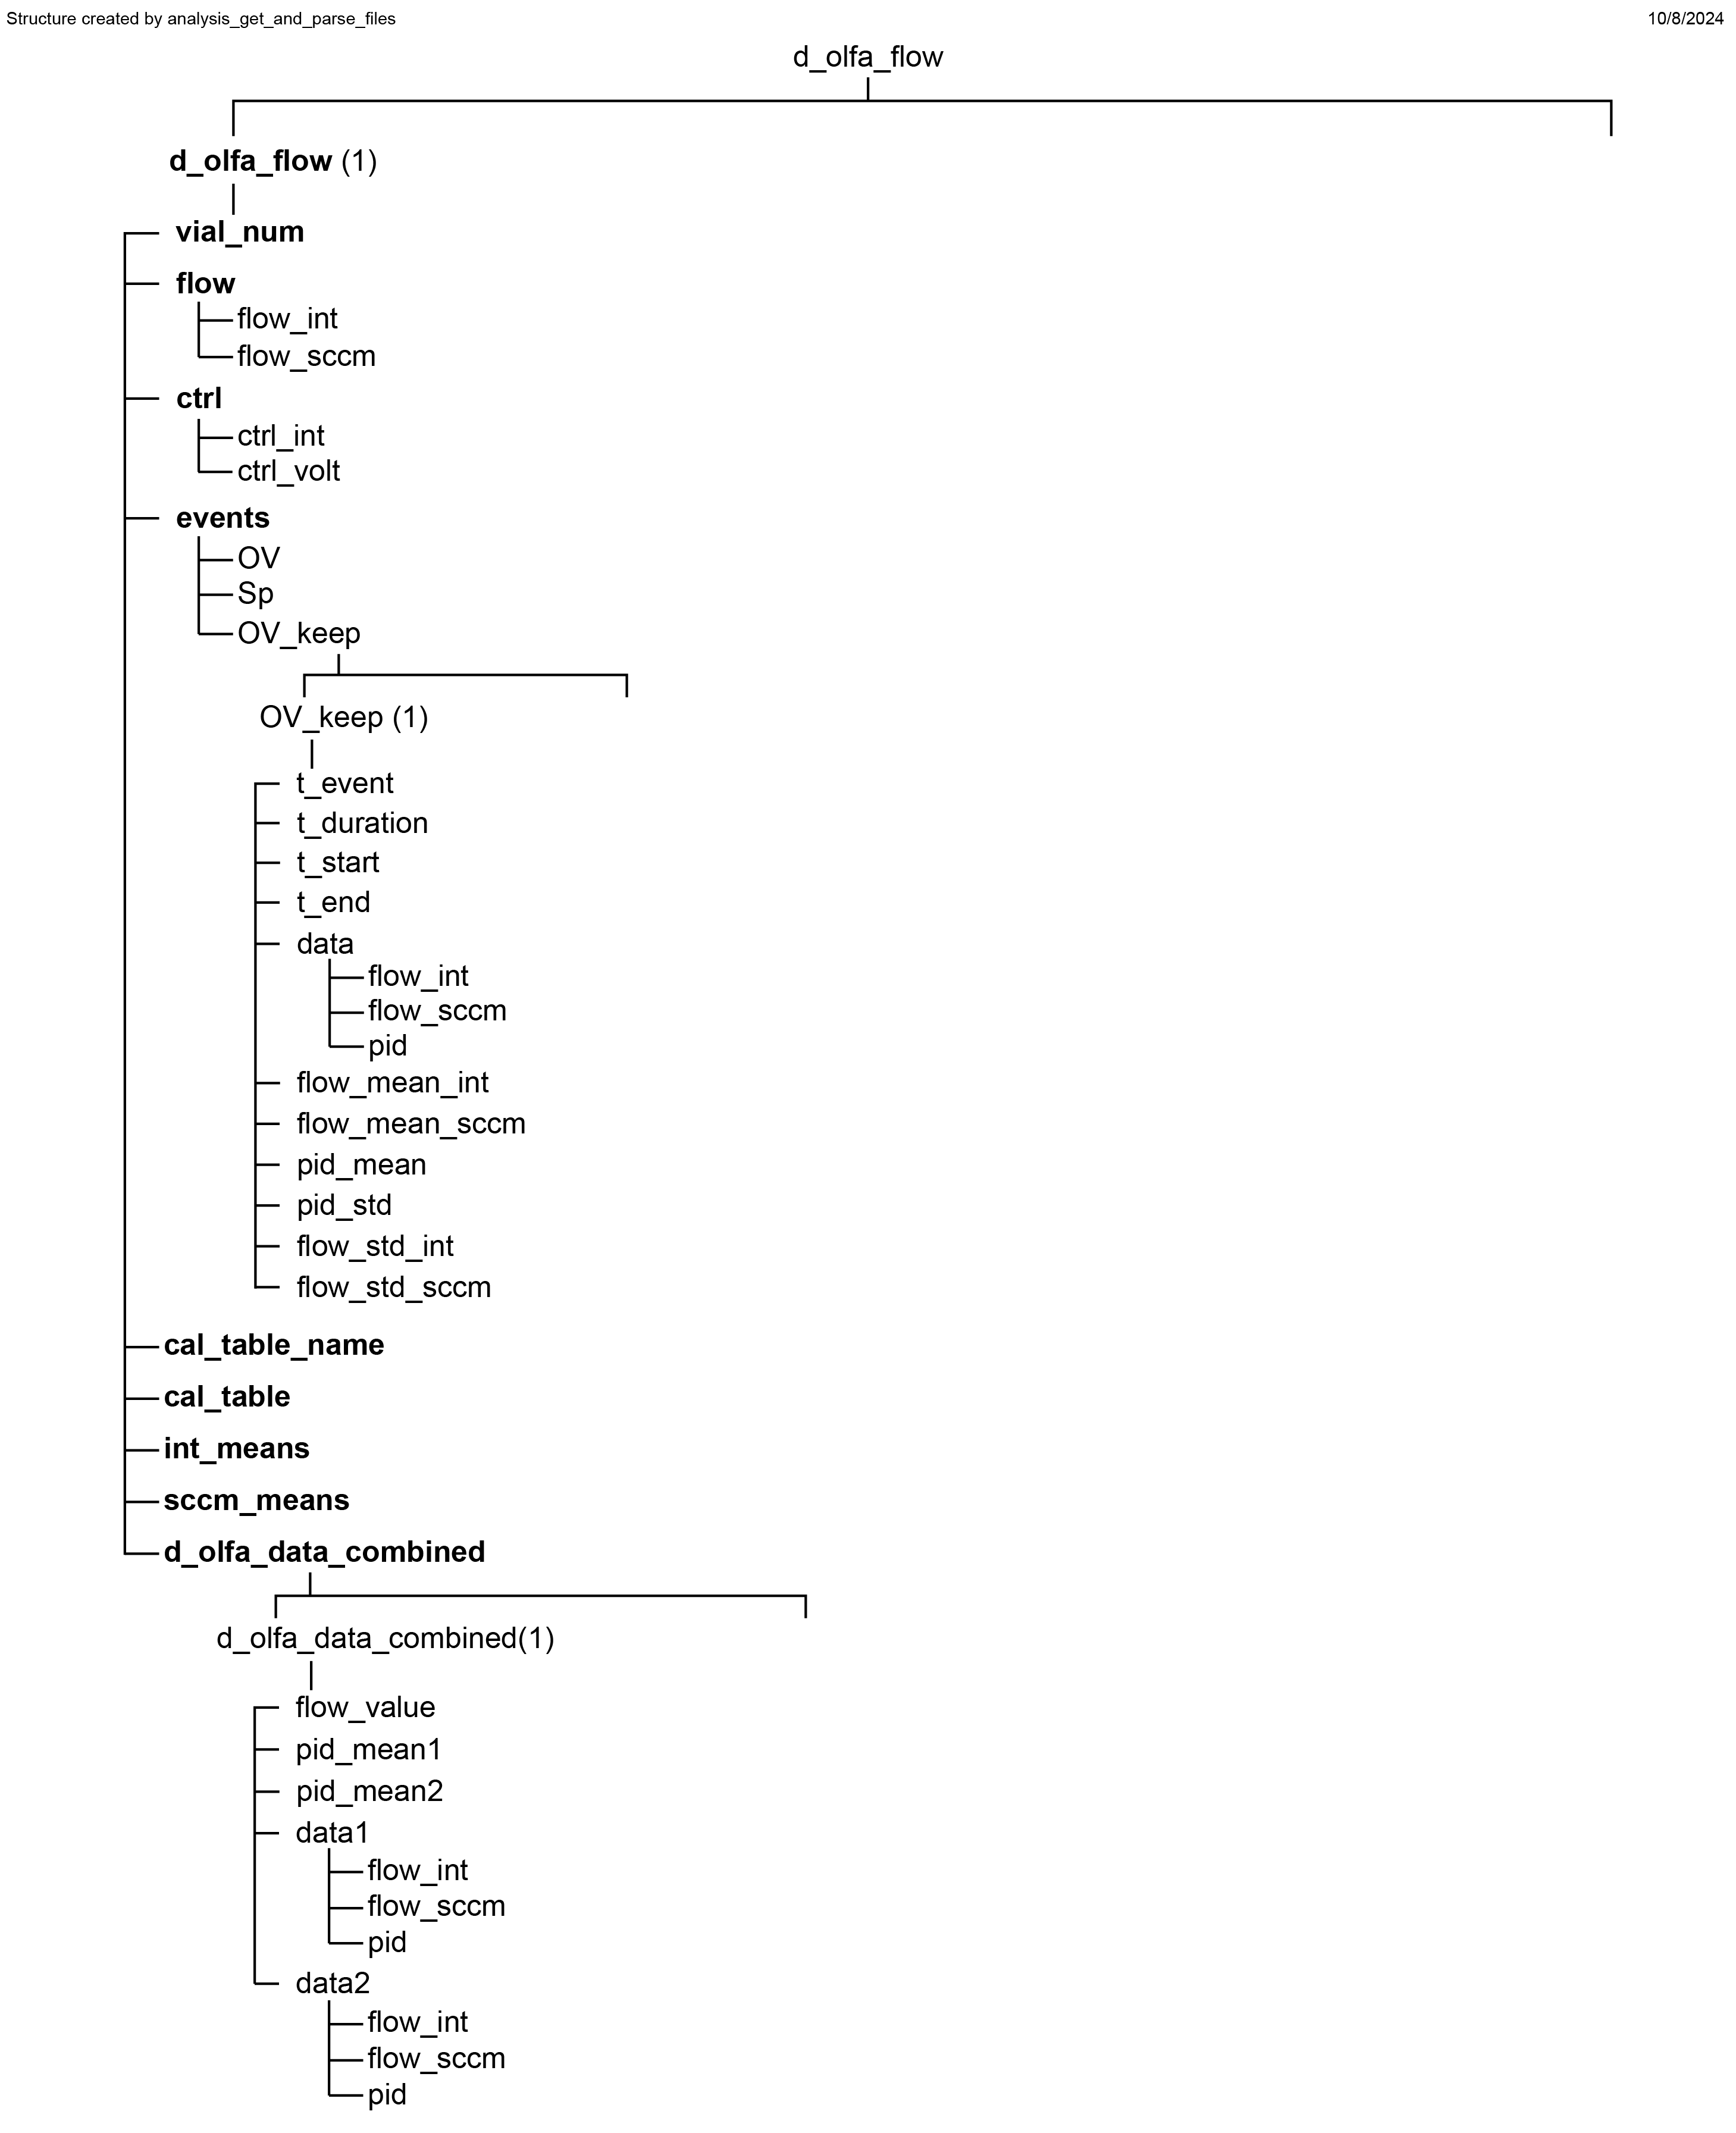 Structure created by analysis_get_and_parse_files
10/8/2024
d_olfa_flow
d_olfa_flow (1)
vial_num
flow
flow_int
flow_sccm
ctrl
ctrl_int
ctrl_volt
events
OV
Sp
OV_keep
OV_keep (1)
t_event
t_duration
t_start
t_end
data
flow_int
flow_sccm
pid
flow_mean_int
flow_mean_sccm
pid_mean
pid_std
flow_std_int
flow_std_sccm
cal_table_name
cal_table
int_means
sccm_means
d_olfa_data_combined
d_olfa_data_combined(1)
flow_value
pid_mean1
pid_mean2
data1
flow_int
flow_sccm
pid
data2
flow_int
flow_sccm
pid